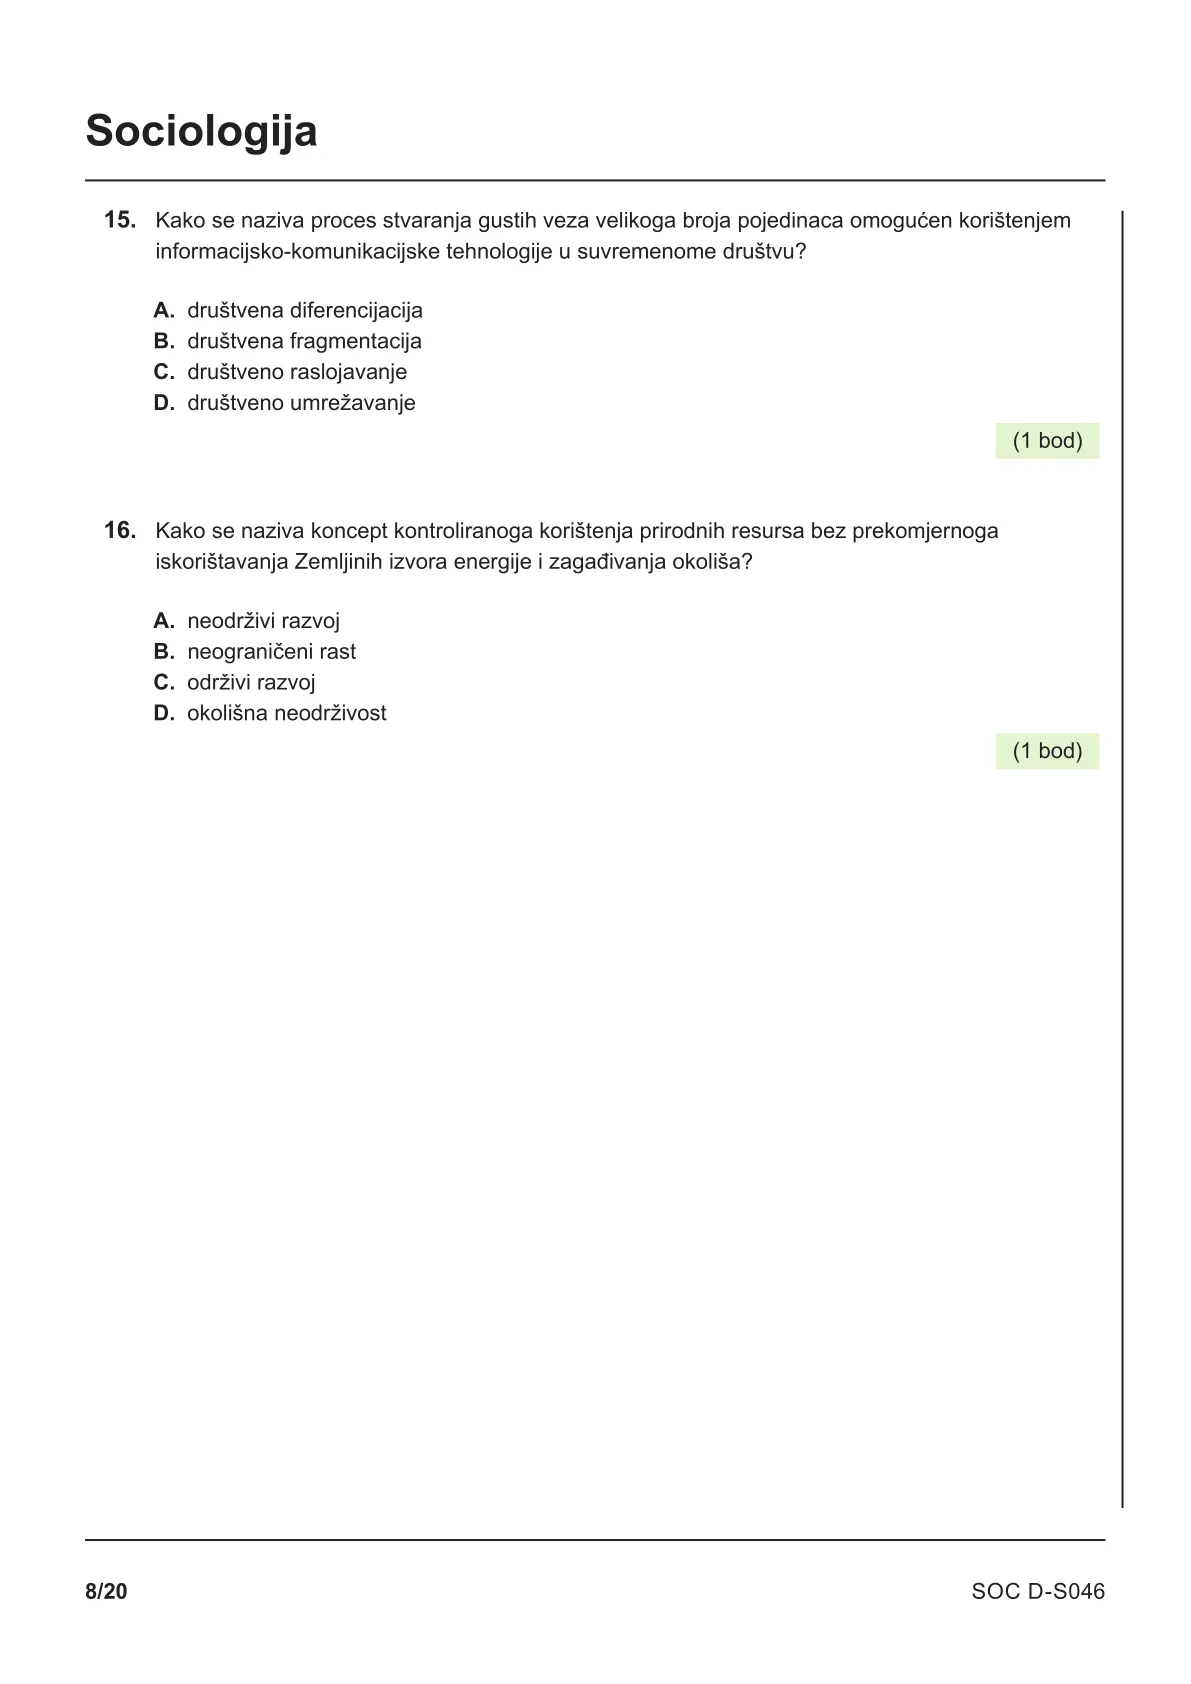 Sociologija
15. Kako se naziva proces stvaranja gustih veza velikoga broja pojedinaca omogućen korištenjem
informacijsko-komunikacijske tehnologije u suvremenome društvu?
A. društvena diferencijacija
B. društvena fragmentacija
C. društveno raslojavanje
D. društveno umrežavanje
(1 bod)
16. Kako se naziva koncept kontroliranoga korištenja prirodnih resursa bez prekomjernoga
iskorištavanja Zemljinih izvora energije i zagađivanja okoliša?
A. neodrživi razvoj
B. neograničeni rast
C. održivi razvoj
D. okolišna neodrživost
(1 bod)
8/20 SOC D-S046